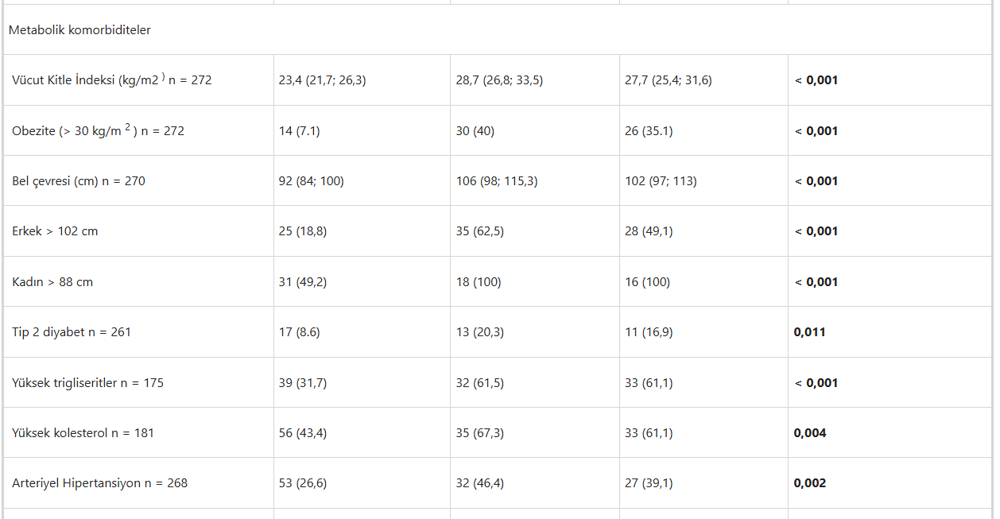 Metabolik komorbiditeler
Vücut Kitle İndeksi (kg/m2 ) n = 272 23,4 (21,7; 26,3) 28,7 (26,8; 33,5) 27,7 (25,4; 31,6) < 0,001
Obezite (> 30 kg/m 2 ) n = 272 14 (7.1) 30 (40) 26 (35.1) < 0,001
Bel çevresi (cm) n = 270 92 (84; 100) 106 (98; 115,3) 102 (97; 113) < 0,001
Erkek > 102 cm 25 (18,8) 35 (62,5) 28 (49,1) < 0,001
Kadın > 88 cm 31 (49,2) 18 (100) 16 (100) < 0,001
Tip 2 diyabet n = 261 17 (8.6) 13 (20,3) 11 (16,9) 0,011
Yüksek trigliseritler n = 175 39 (31,7) 32 (61,5) 33 (61,1) < 0,001
Yüksek kolesterol n = 181 56 (43,4) 35 (67,3) 33 (61,1) 0,004
Arteriyel Hipertansiyon n = 268 53 (26,6) 32 (46,4) 27 (39,1) 0,002